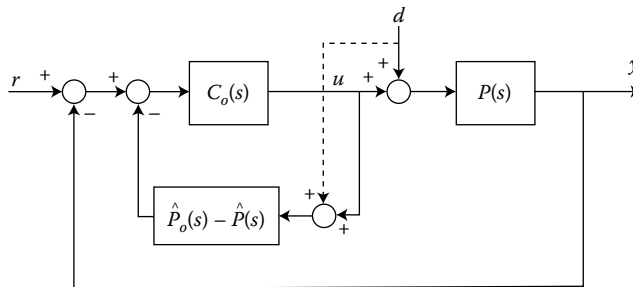 d
r + + − − C_o(s) u + + P(s) y
P̂_o(s) − P̂(s) + +